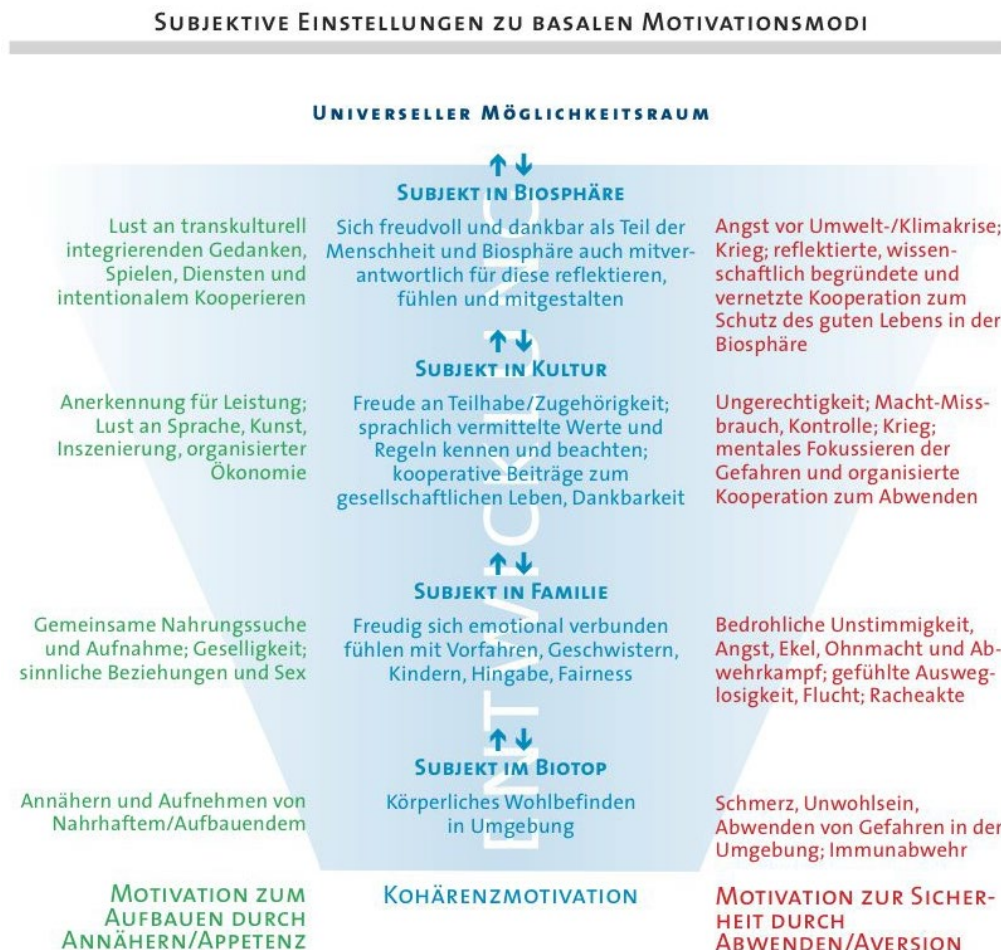 SUBJEKTIVE EINSTELLUNGEN ZU BASALEN MOTIVATIONSMODI
UNIVERSELLER MÖGLICHKEITSRAUM
SUBJEKT IN BIOSPHÄRE
Lust an transkulturell
integrierenden Gedanken,
Spielen, Diensten und
intentionalem Kooperieren
Sich freudvoll und dankbar als Teil der
Menschheit und Biosphäre auch mitver-
antwortlich für diese reflektieren,
fühlen und mitgestalten
Angst vor Umwelt-/Klimakrise;
Krieg; reflektierte, wissen-
schaftlich begründete und
vernetzte Kooperation zum
Schutz des guten Lebens in der
Biosphäre
SUBJEKT IN KULTUR
Anerkennung für Leistung;
Lust an Sprache, Kunst,
Inszenierung, organisierter
Ökonomie
Freude an Teilhabe/Zugehörigkeit;
sprachlich vermittelte Werte und
Regeln kennen und beachten;
kooperative Beiträge zum
gesellschaftlichen Leben, Dankbarkeit
Ungerechtigkeit; Macht-Miss-
brauch, Kontrolle; Krieg;
mentales Fokussieren der
Gefahren und organisierte
Kooperation zum Abwenden
SUBJEKT IN FAMILIE
Gemeinsame Nahrungssuche
und Aufnahme; Geselligkeit;
sinnliche Beziehungen und Sex
Freudig sich emotional verbunden
fühlen mit Vorfahren, Geschwistern,
Kindern, Hingabe, Fairness
Bedrohliche Unstimmigkeit,
Angst, Ekel, Ohnmacht und Ab-
wehrkampf; gefühlte Ausweg-
losigkeit, Flucht; Racheakte
SUBJEKT IM BIOTOP
Annähern und Aufnehmen von
Nahrhaftem/Aufbauendem
Körperliches Wohlbefinden
in Umgebung
Schmerz, Unwohlsein,
Abwenden von Gefahren in der
Umgebung; Immunabwehr
ENTWICKLUNG
MOTIVATION ZUM
AUFBAUEN DURCH
ANNÄHERN/APPETENZ
KOHÄRENZMOTIVATION
MOTIVATION ZUR SICHER-
HEIT DURCH
ABWENDEN/AVERSION